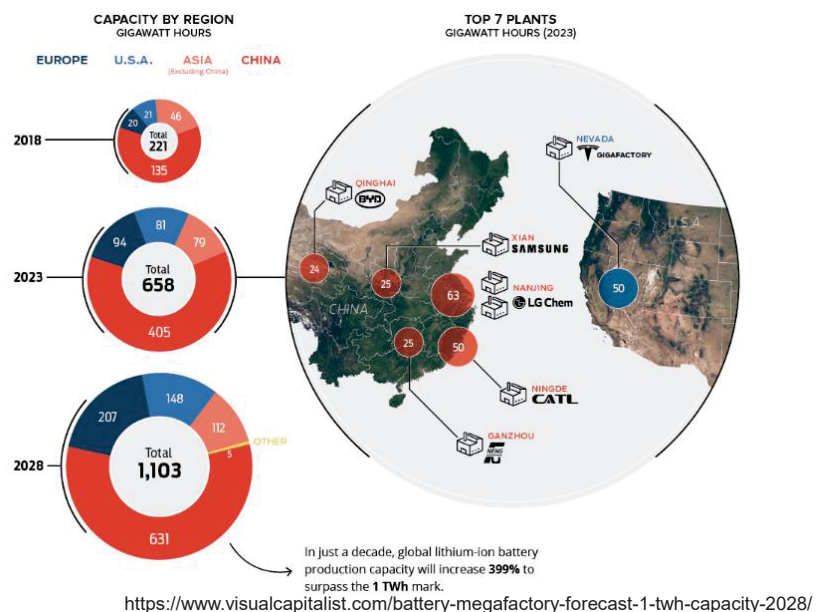 CAPACITY BY REGION
GIGAWATT HOURS
EUROPE U.S.A. ASIA CHINA
(Excluding China)
2018
20
21
46
Total
221
135
2023
94
81
79
Total
658
405
2028
207
148
112
OTHER
5
Total
1,103
631
TOP 7 PLANTS
GIGAWATT HOURS (2023)
NEVADA
GIGAFACTORY
QINGHAI
BYD
XIAN
SAMSUNG
NANJING
LG Chem
U.S.A
24
25
63
50
CHINA
25
50
NINGDE
CATL
GANZHOU
In just a decade, global lithium-ion battery
production capacity will increase 399% to
surpass the 1 TWh mark.
https://www.visualcapitalist.com/battery-megafactory-forecast-1-twh-capacity-2028/